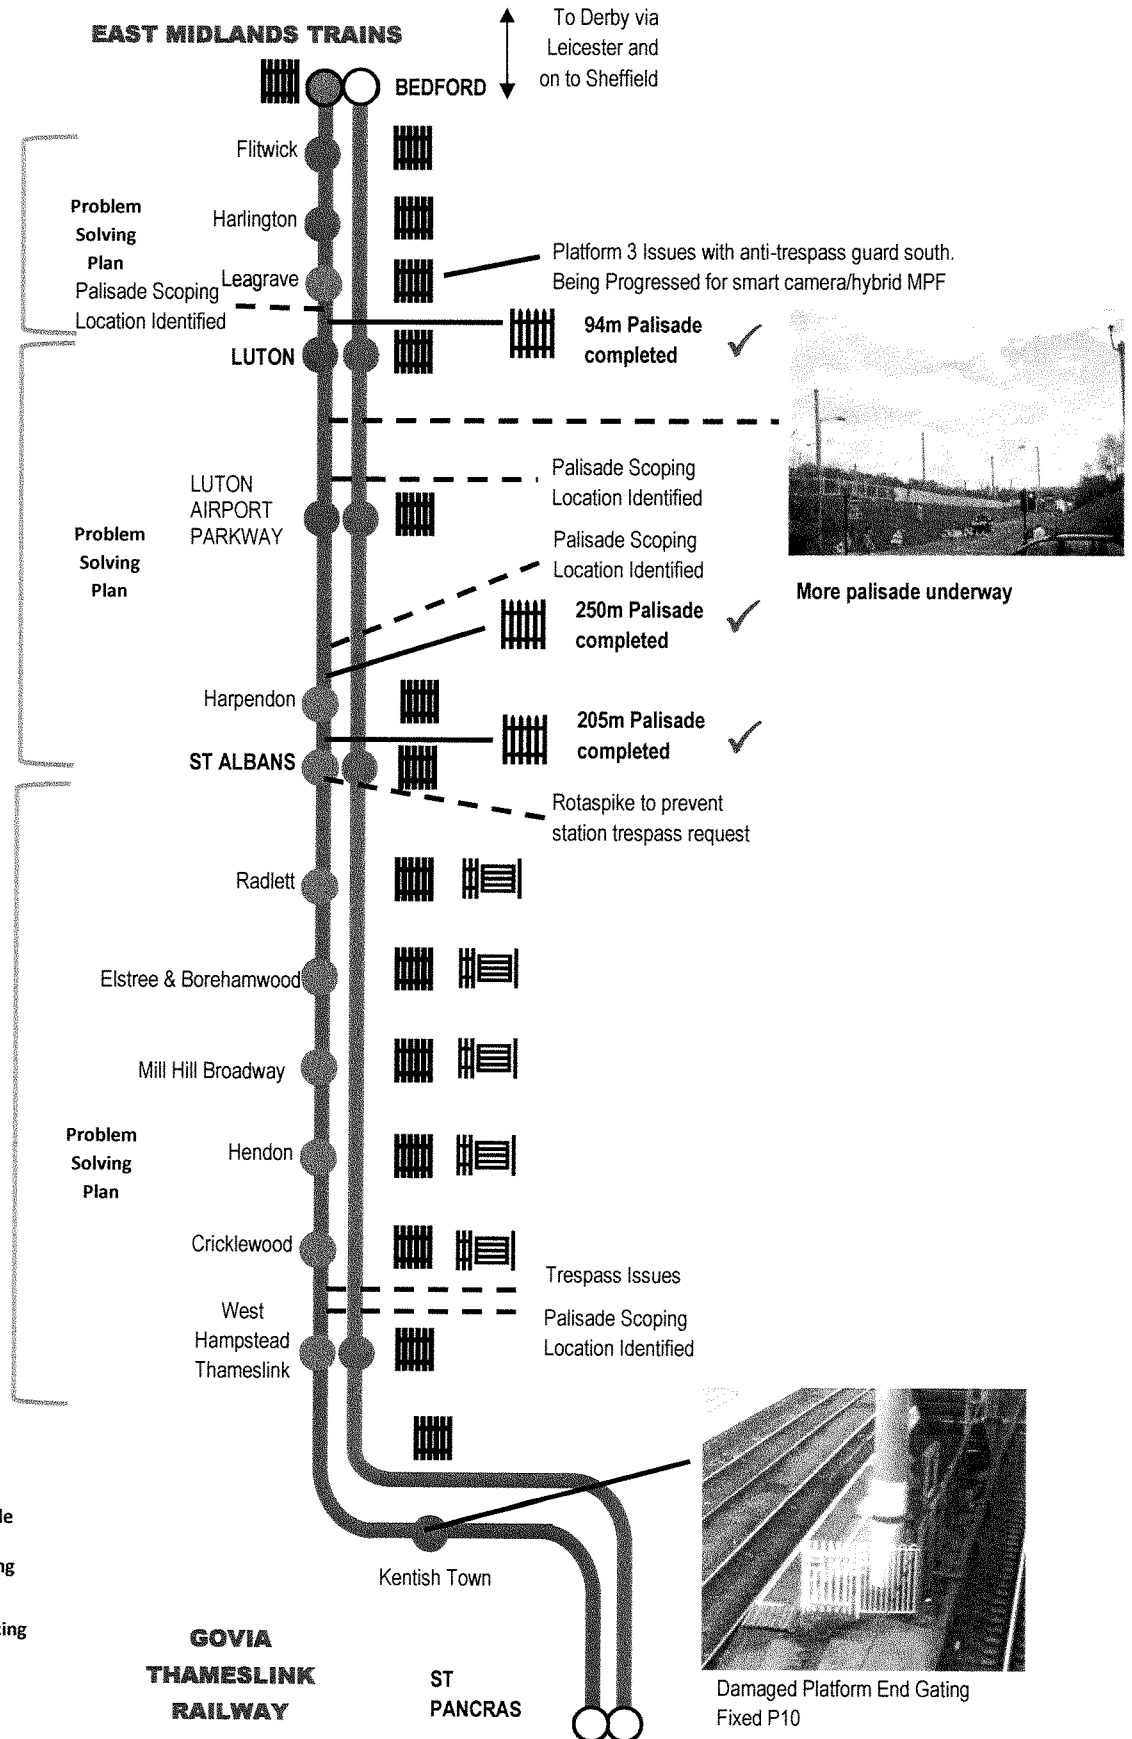 EAST MIDLANDS TRAINS
To Derby via
Leicester and
on to Sheffield
BEDFORD
Flitwick
Harlington
Problem
Solving
Plan
Leagrave
Palisade Scoping
Location Identified
Platform 3 Issues with anti-trespass guard south.
Being Progressed for smart camera/hybrid MPF
94m Palisade
completed
LUTON
LUTON
AIRPORT
PARKWAY
Palisade Scoping
Location Identified
Problem
Solving
Plan
Palisade Scoping
Location Identified
More palisade underway
250m Palisade
completed
Harpendon
205m Palisade
completed
ST ALBANS
Rotaspike to prevent
station trespass request
Radlett
Elstree & Borehamwood
Mill Hill Broadway
Problem
Solving
Plan
Hendon
Cricklewood
Trespass Issues
West
Hampstead
Thameslink
Palisade Scoping
Location Identified
Kentish Town
GOVIA
THAMESLINK
RAILWAY
ST
PANCRAS
Damaged Platform End Gating
Fixed P10